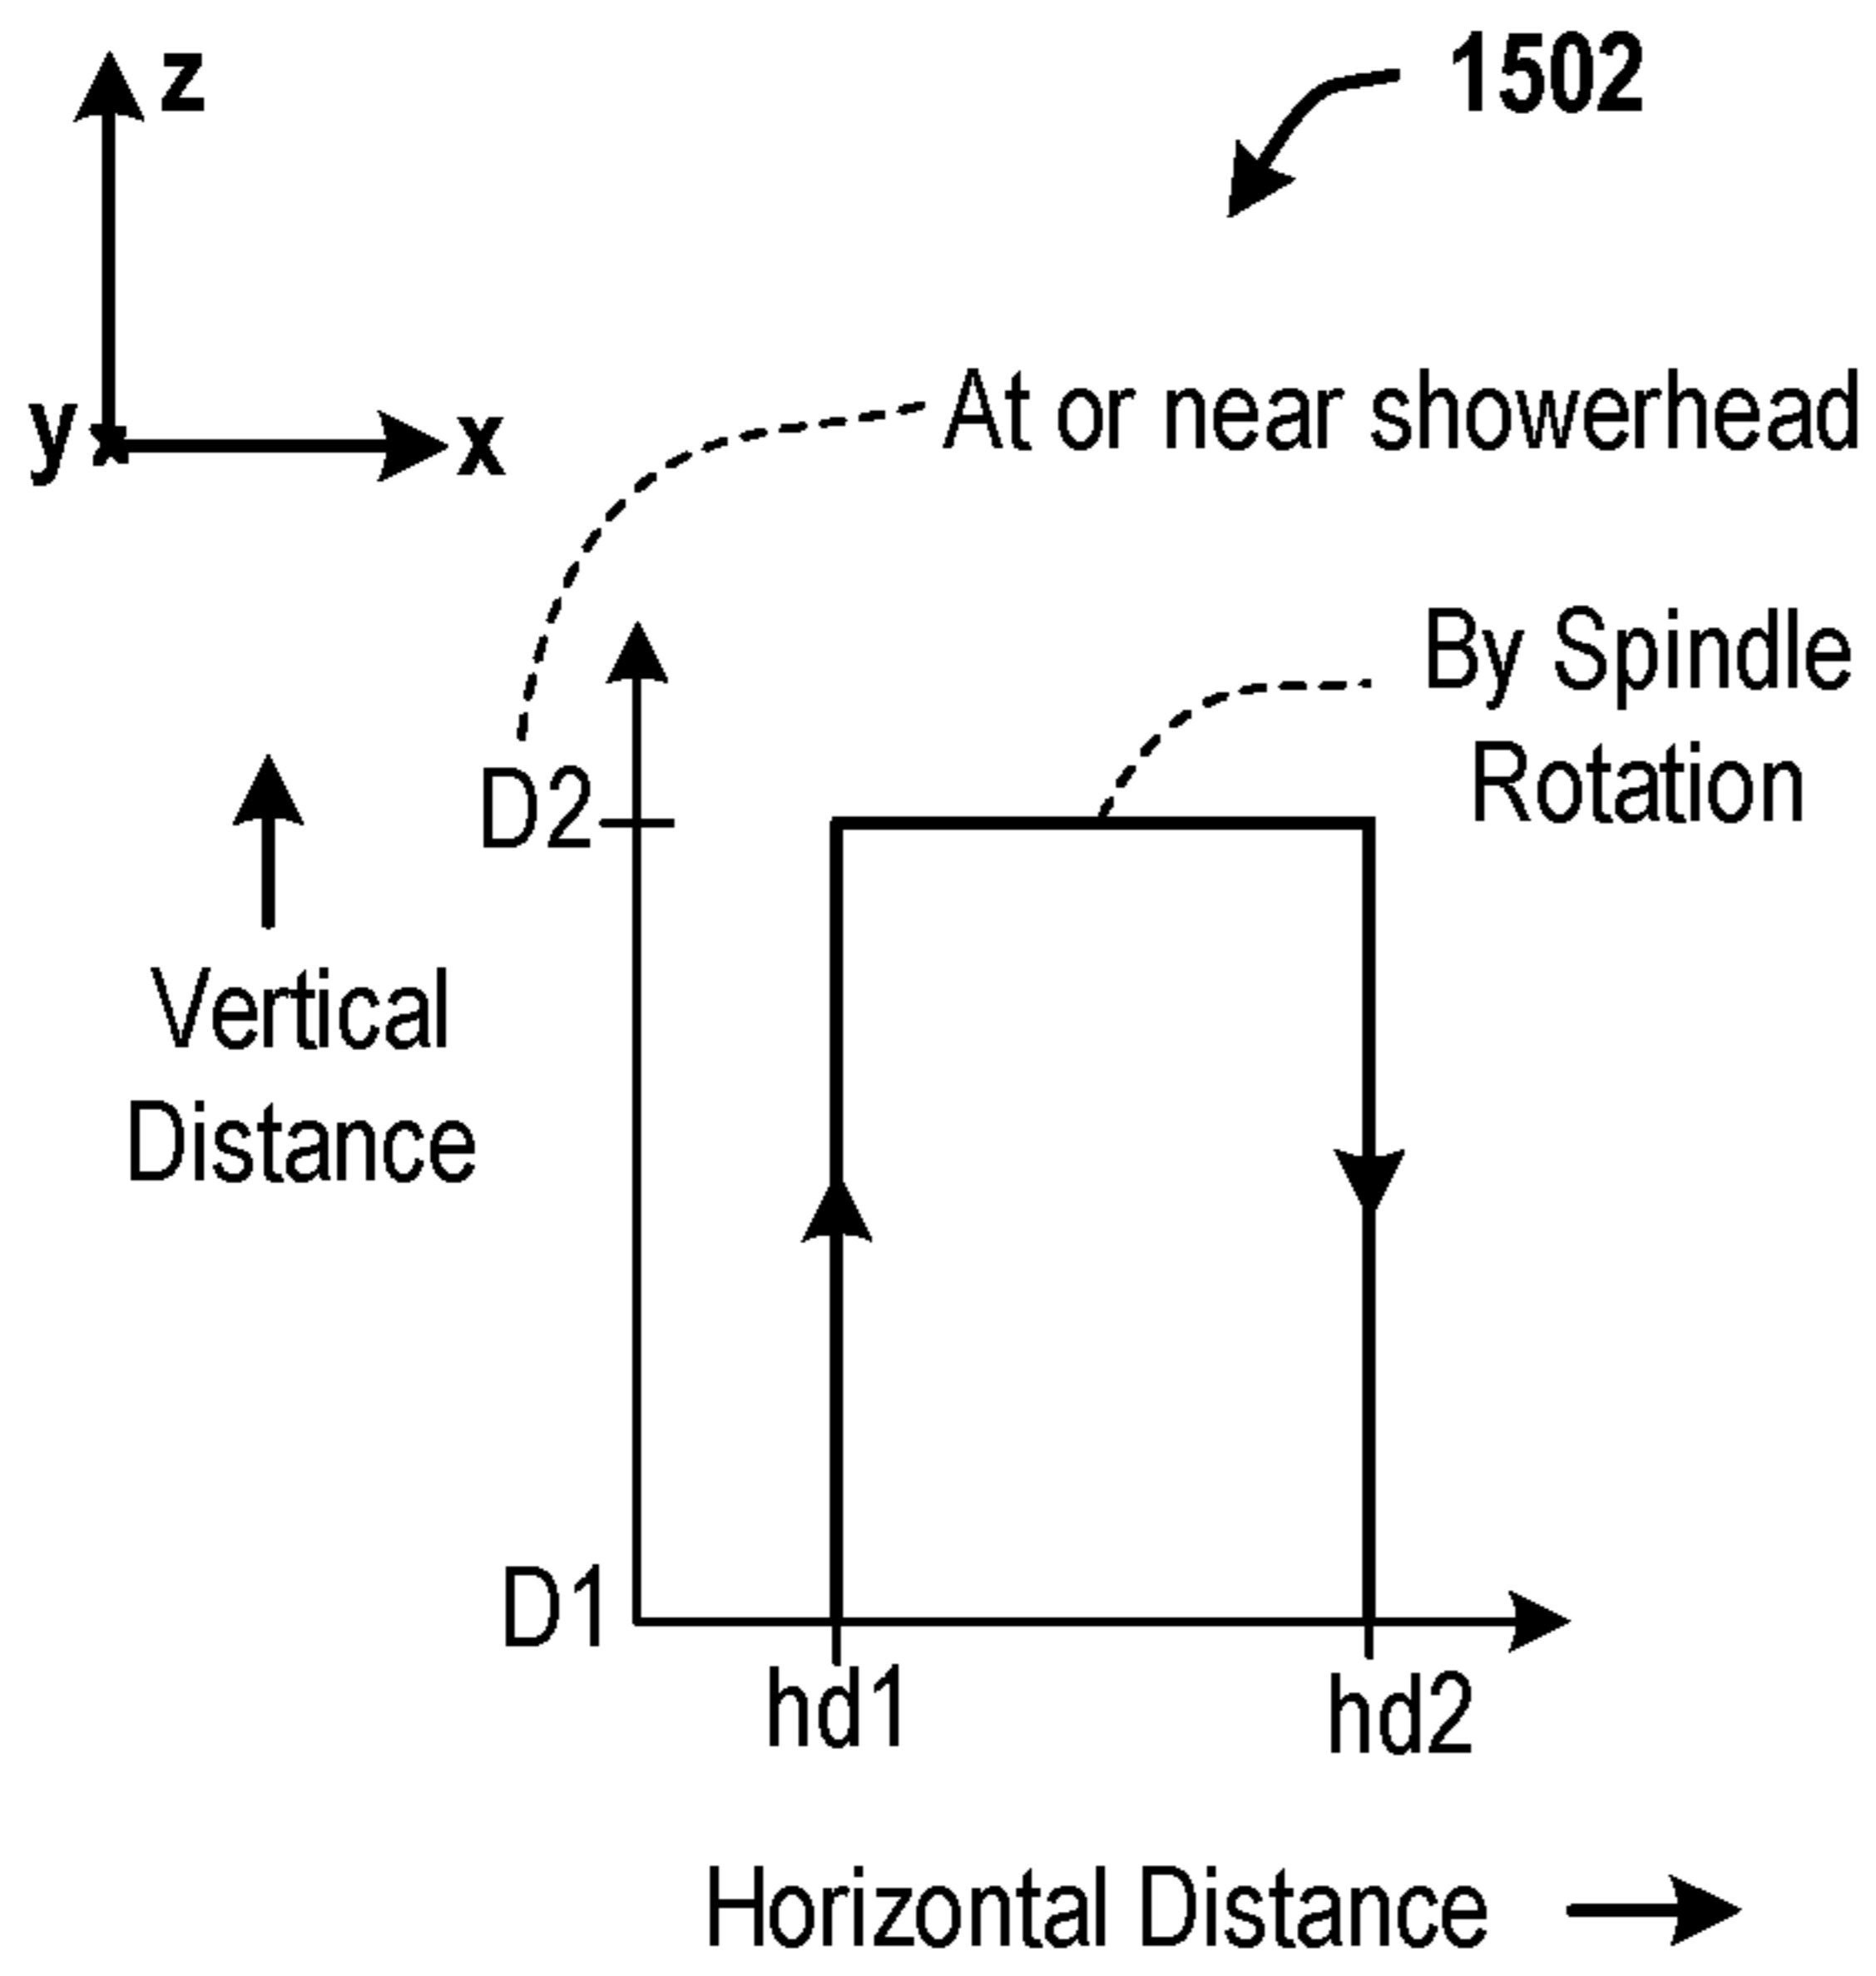 z
1502
y
x
At or near showerhead
By Spindle
Rotation
D2
Vertical
Distance
D1
hd1
hd2
Horizontal Distance